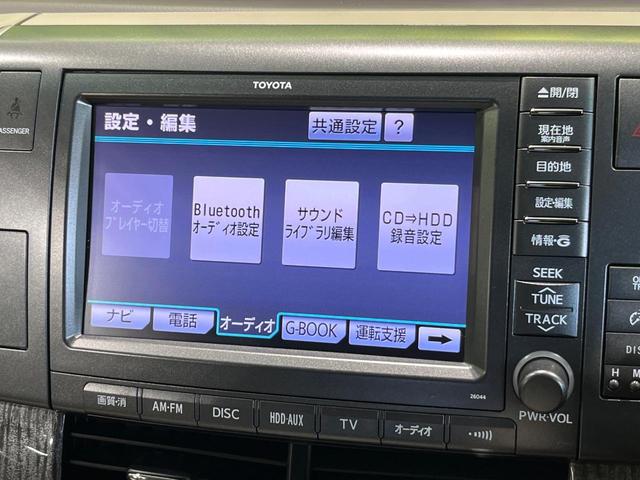 TOYOTA
設定・編集
共通設定
?
オーディオ
プレイヤー切替
Bluetooth
オーディオ設定
サウンド
ライブラリ編集
CD⇒HDD
録音設定
ナビ
電話
オーディオ
G-BOOK
運転支援
26044
画質・消
AM・FM
DISC
HDD・AUX
TV
オーディオ
開/閉
現在地
案内音声
目的地
設定・編集
情報・G
SEEK
TUNE
TRACK
PWR・VOL
PASSENGER
DIS
H
M